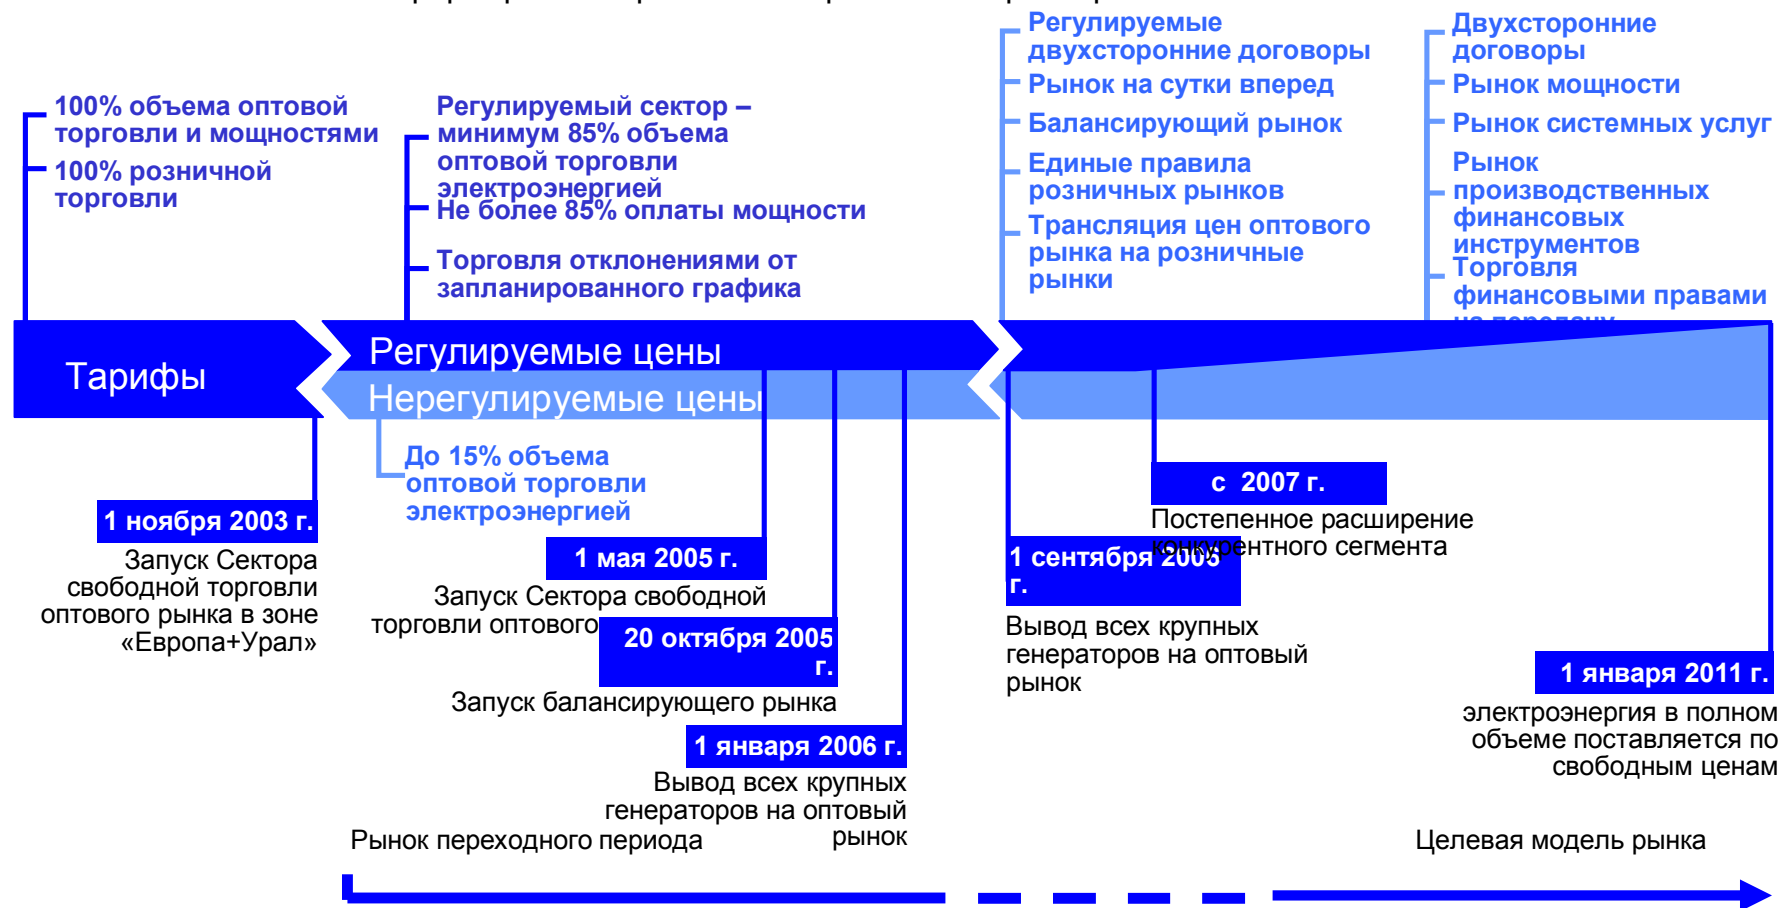 Регулируемые
двухсторонние договоры
Рынок на сутки вперед
Балансирующий рынок
Единые правила
розничных рынков
Трансляция цен оптового
рынка на розничные
рынки
Двухсторонние
договоры
Рынок мощности
Рынок системных услуг
Рынок
производственных
финансовых
инструментов
Торговля
финансовыми правами
на передачу
100% объема оптовой
торговли и мощностями
100% розничной
торговли
Регулируемый сектор –
минимум 85% объема
оптовой торговли
электроэнергией
Не более 85% оплаты мощности
Торговля отклонениями от
запланированного графика
Тарифы
Регулируемые цены
Нерегулируемые цены
До 15% объема
оптовой торговли
электроэнергией
1 ноября 2003 г.
Запуск Сектора
свободной торговли
оптового рынка в зоне
«Европа+Урал»
1 мая 2005 г.
Запуск Сектора свободной
торговли оптового
20 октября 2005
г.
Запуск балансирующего рынка
1 января 2006 г.
Вывод всех крупных
генераторов на оптовый
рынок
с 2007 г.
Постепенное расширение
конкурентного сегмента
1 сентября 2006
г.
Вывод всех крупных
генераторов на оптовый
рынок
1 января 2011 г.
электроэнергия в полном
объеме поставляется по
свободным ценам
Рынок переходного периода
Целевая модель рынка